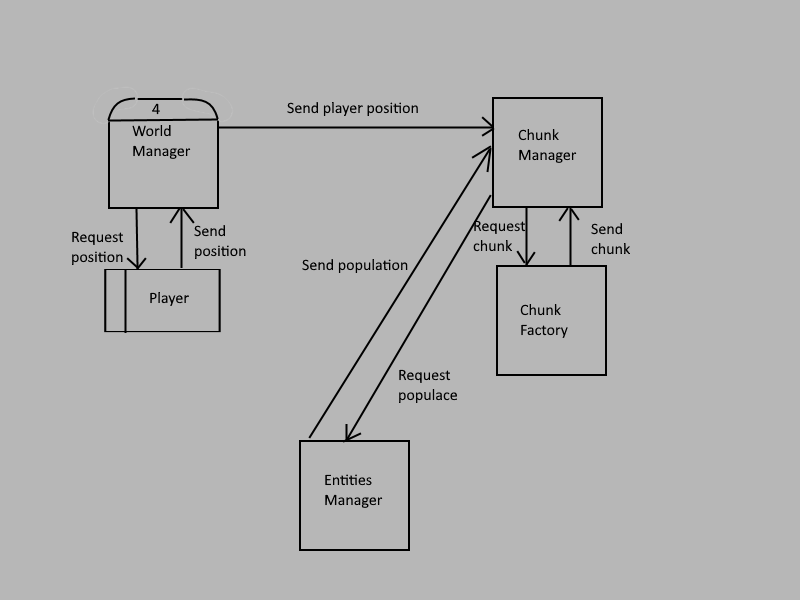 4
World
Manager
Send player position
Chunk
Manager
Request
position
Send
position
Request
chunk
Send
chunk
Send population
Player
Chunk
Factory
Request
populace
Entities
Manager